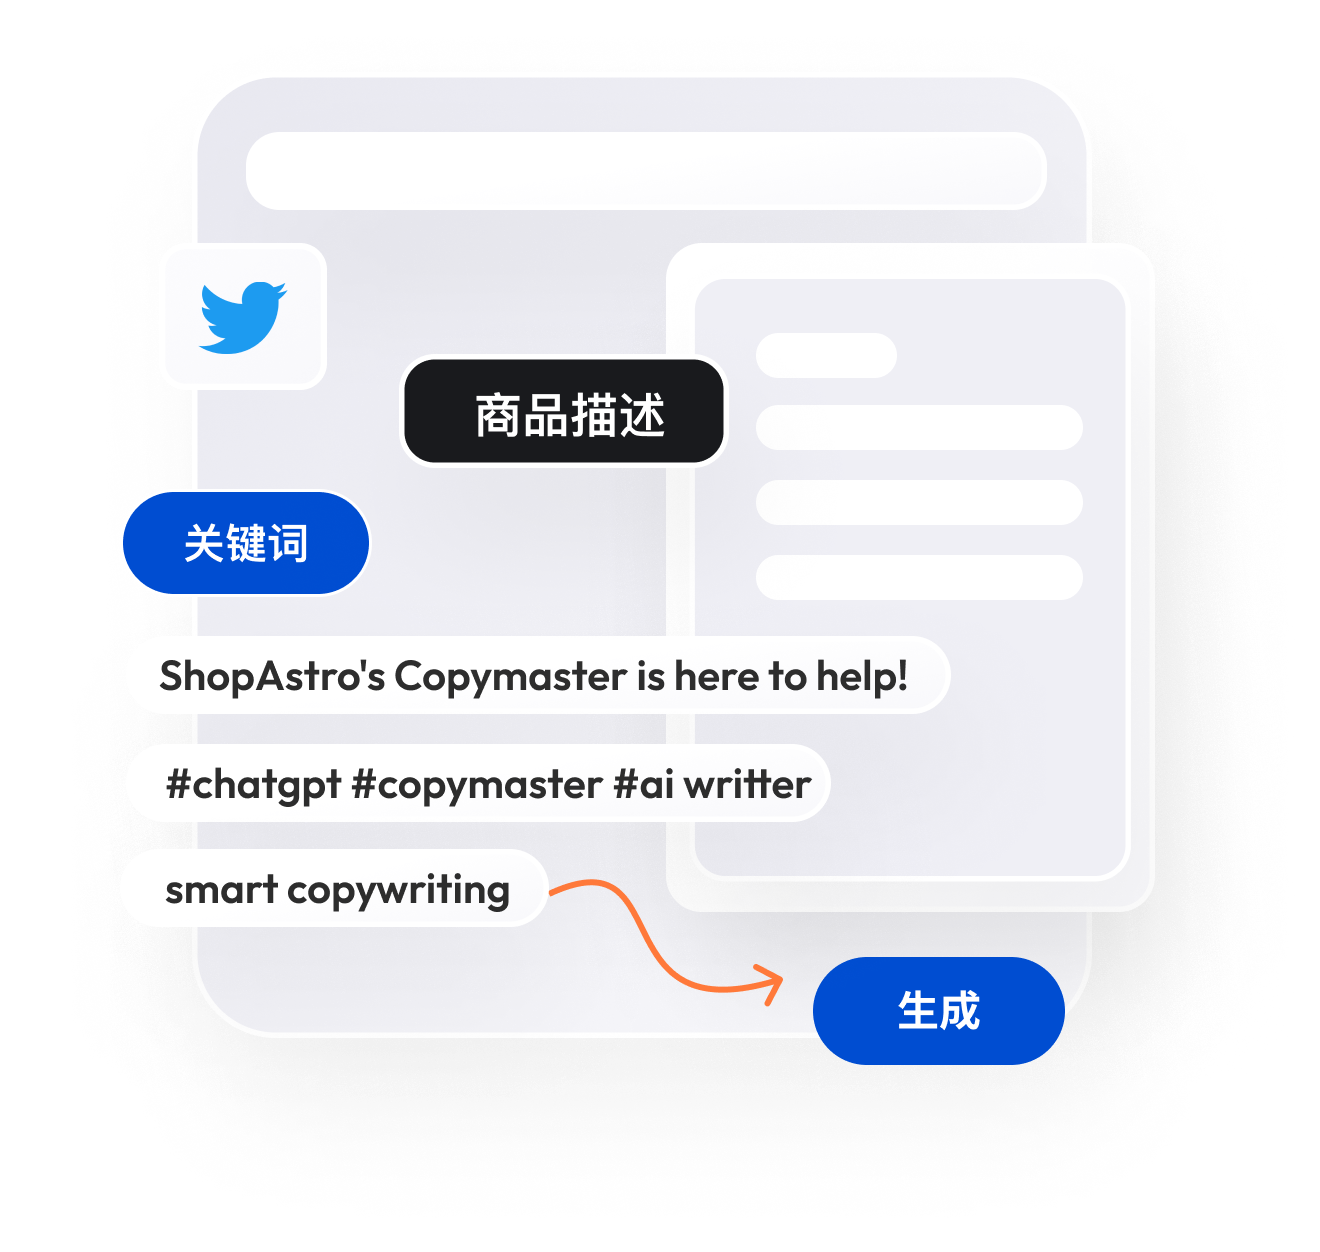 商品描述
关键词
ShopAstro's Copymaster is here to help!
#chatgpt #copymaster #ai writter
smart copywriting
生成